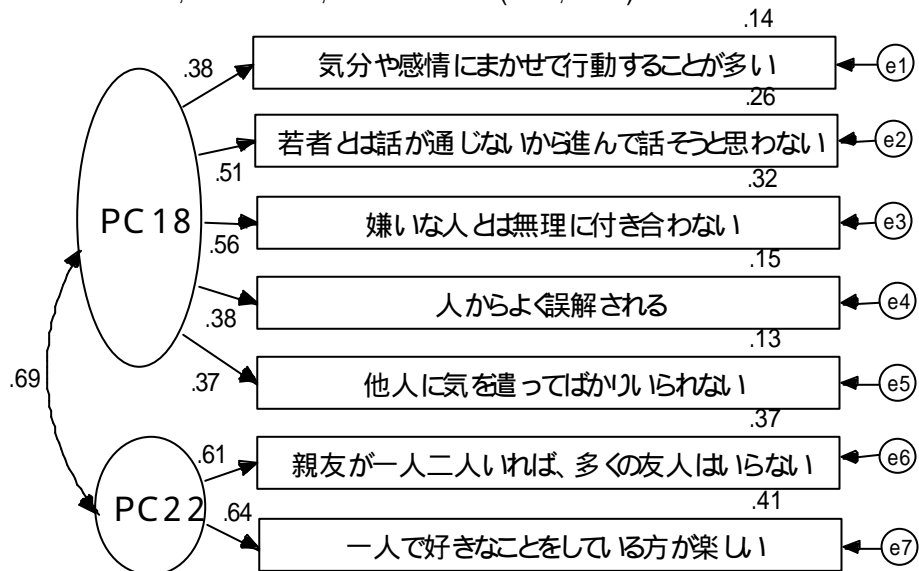 .14
.38
気分や感情にまかせて行動することが多い
e1
.26
.51
若者とは話が通じないから進んで話そうと思わない
e2
.32
PC18
.56
嫌いな人とは無理に付き合わない
e3
.15
.38
人からよく誤解される
e4
.13
.69
.37
他人に気を遣ってばかりいられない
e5
.37
.61
親友が一人二人いれば、多くの友人はいらない
e6
.41
PC22
.64
一人で好きなことをしている方が楽しい
e7